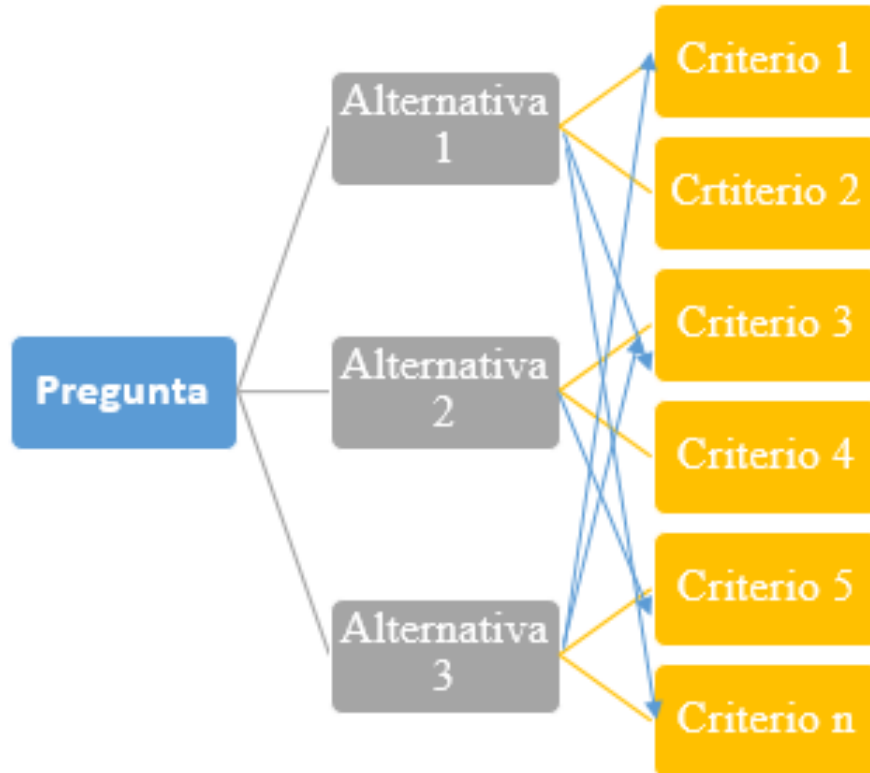 Pregunta
Alternativa
1
Alternativa
2
Alternativa
3
Criterio 1
Crtiterio 2
Criterio 3
Criterio 4
Criterio 5
Criterio n